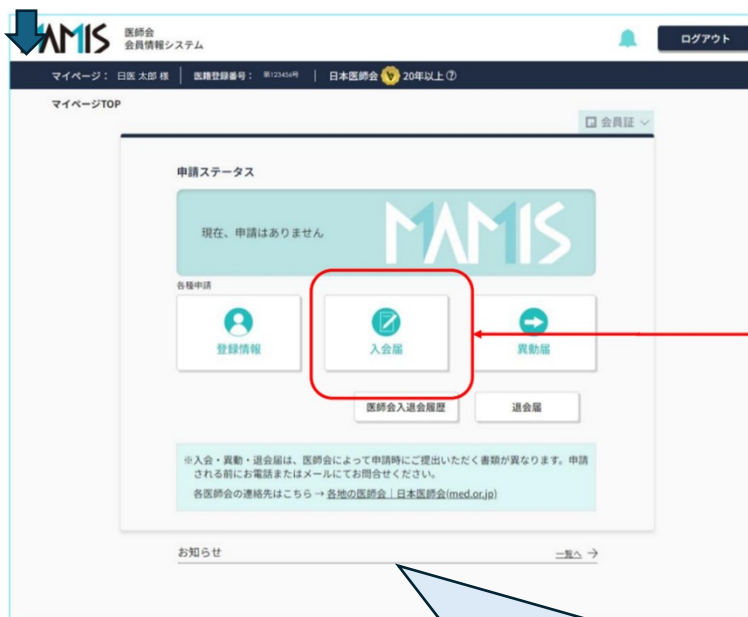 MAMIS 医師会
会員情報システム
ログアウト
マイページ： 日医 太郎 様 | 医籍登録番号： 第123456号 | 日本医師会 20年以上 ?
マイページTOP
会員証
申請ステータス
現在、申請はありません
MAMIS
各種申請
登録情報
入会届
異動届
医師会入退会履歴
退会届
※入会・異動・退会届は、医師会によって申請時にご提出いただく書類が異なります。申請
される前にお電話またはメールにてお問合せください。
各医師会の連絡先はこちら → 各地の医師会｜日本医師会(med.or.jp)
お知らせ
一覧へ →